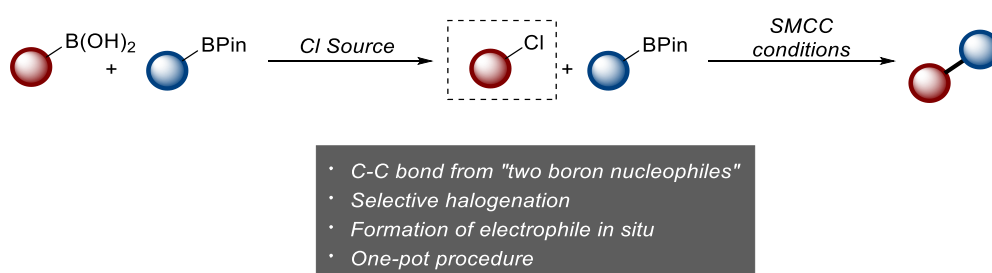 B(OH)₂ + BPin Cl Source Cl + BPin SMCC conditions
· C-C bond from "two boron nucleophiles"
· Selective halogenation
· Formation of electrophile in situ
· One-pot procedure